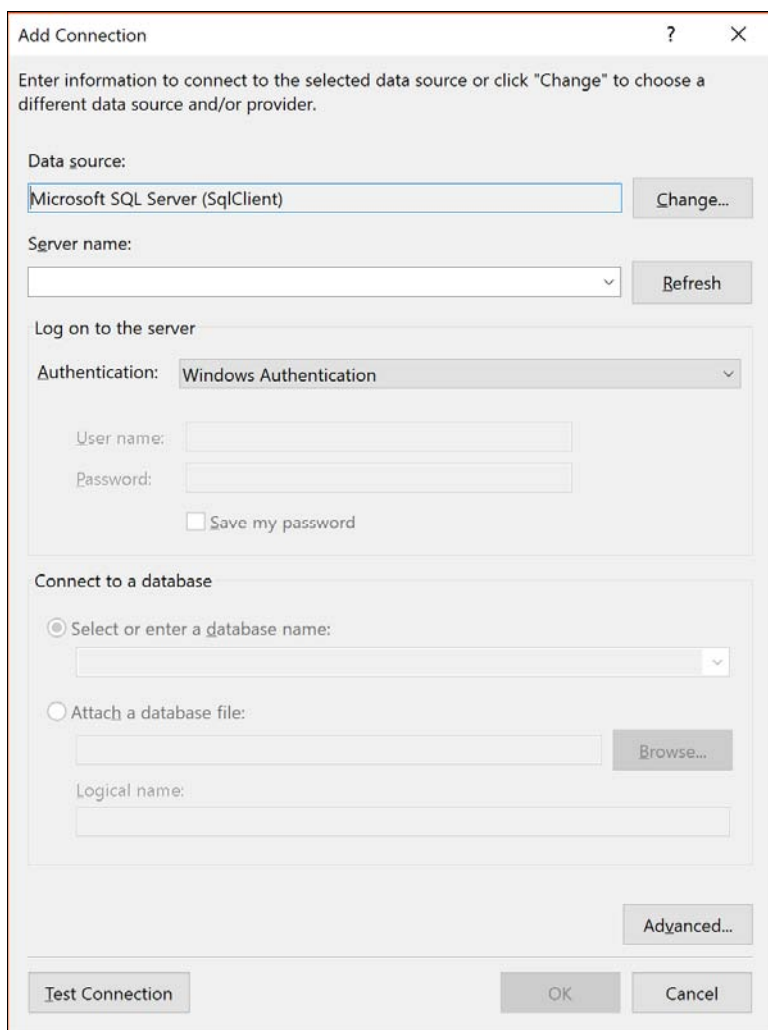 Add Connection
?
Enter information to connect to the selected data source or click "Change" to choose a
different data source and/or provider.
Data source:
Microsoft SQL Server (SqlClient)
Change...
Server name:
Refresh
Log on to the server
Authentication:
Windows Authentication
User name:
Password:
Save my password
Connect to a database
Select or enter a database name:
Attach a database file:
Browse...
Logical name:
Advanced...
Test Connection
OK
Cancel